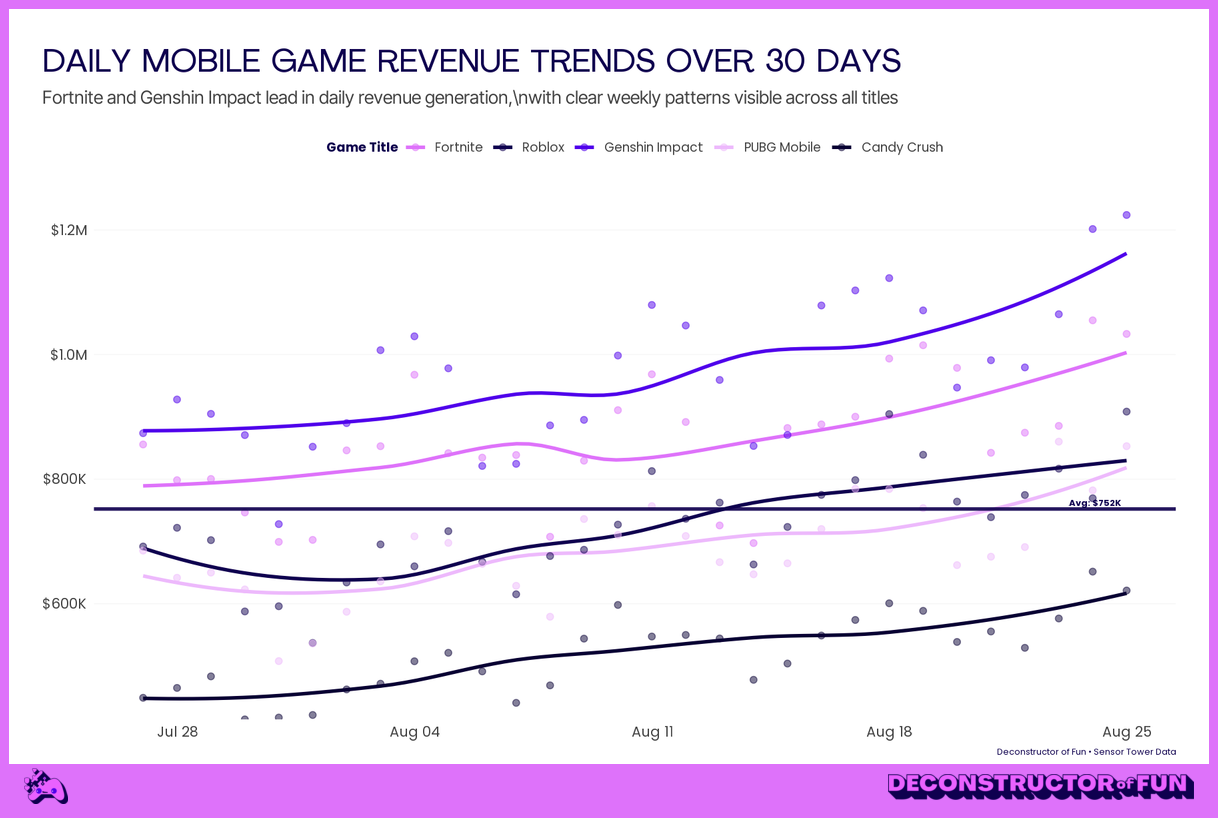 DAILY MOBILE GAME REVENUE TRENDS OVER 30 DAYS
Fortnite and Genshin Impact lead in daily revenue generation,\nwith clear weekly patterns visible across all titles
Game Title Fortnite Roblox Genshin Impact PUBG Mobile Candy Crush
$1.2M
$1.0M
$800K
Avg: $752K
$600K
Jul 28 Aug 04 Aug 11 Aug 18 Aug 25
Deconstructor of Fun • Sensor Tower Data
DECONSTRUCTOR of FUN